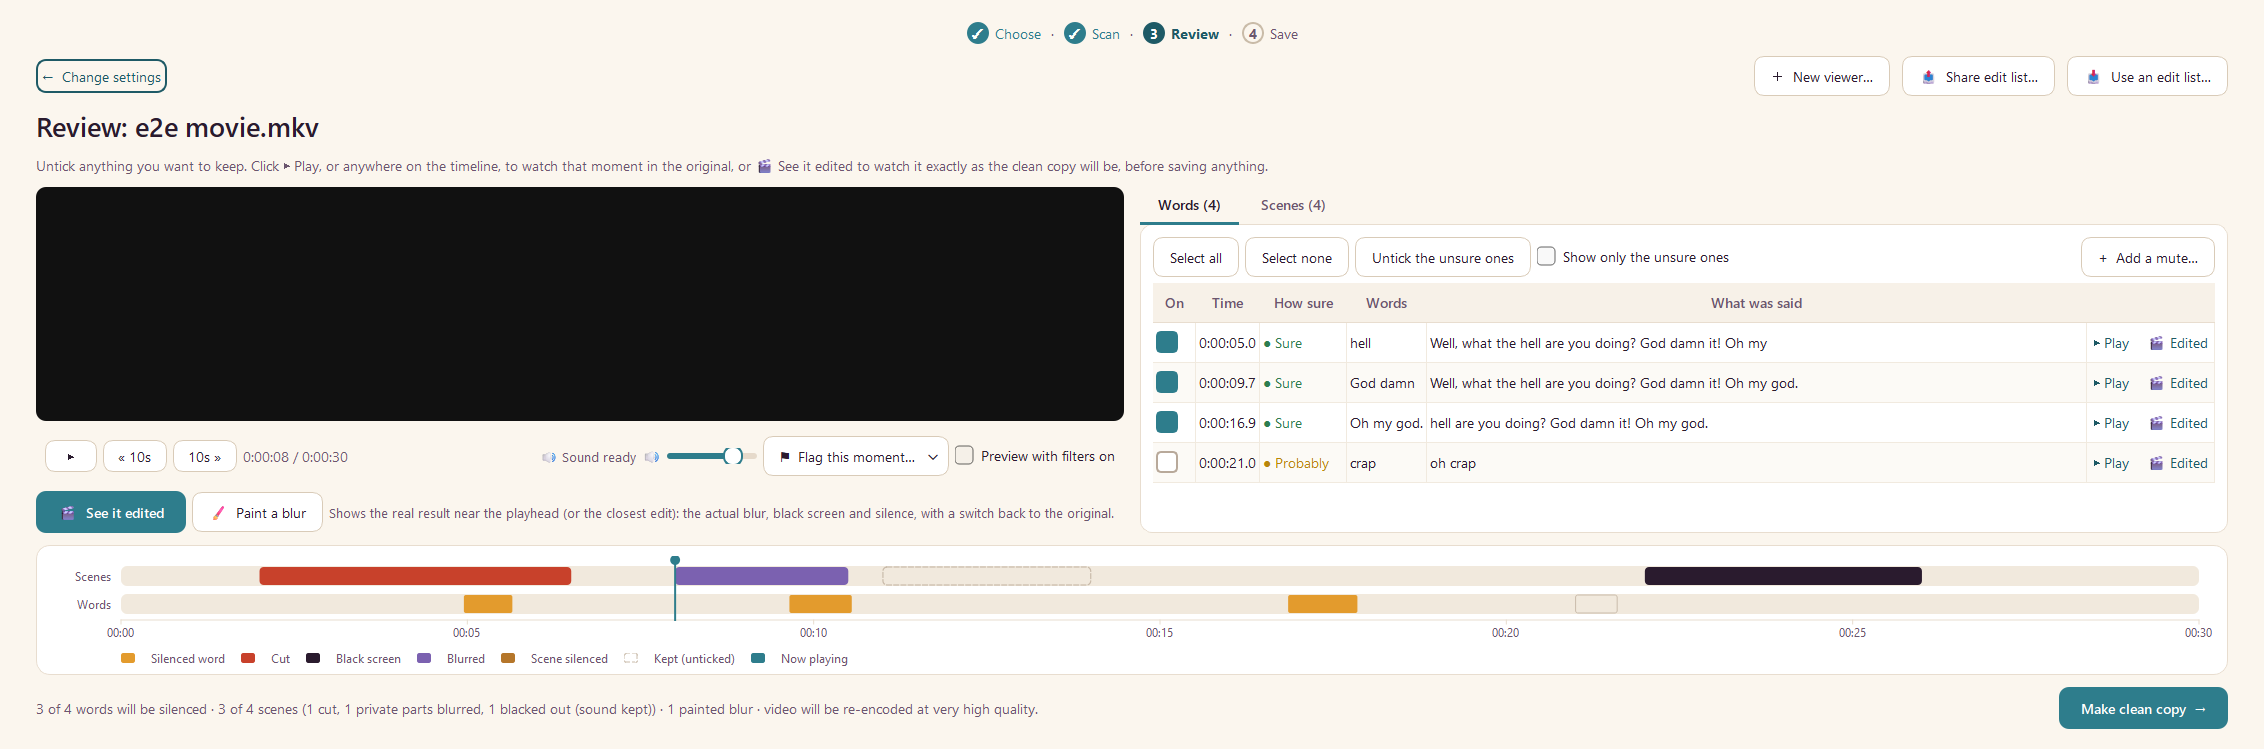 ✓ Choose · ✓ Scan · 3 Review · 4 Save
← Change settings
+ New viewer... Share edit list... Use an edit list...
Review: e2e movie.mkv
Untick anything you want to keep. Click ▸ Play, or anywhere on the timeline, to watch that moment in the original, or 🎬 See it edited to watch it exactly as the clean copy will be, before saving anything.
Words (4) Scenes (4)
Select all Select none Untick the unsure ones Show only the unsure ones + Add a mute...
On Time How sure Words What was said
0:00:05.0 ● Sure hell Well, what the hell are you doing? God damn it! Oh my ▸ Play 🎬 Edited
0:00:09.7 ● Sure God damn Well, what the hell are you doing? God damn it! Oh my god. ▸ Play 🎬 Edited
0:00:16.9 ● Sure Oh my god. hell are you doing? God damn it! Oh my god. ▸ Play 🎬 Edited
0:00:21.0 ● Probably crap oh crap ▸ Play 🎬 Edited
▸ « 10s 10s » 0:00:08 / 0:00:30 🔊 Sound ready 🔊 ⚑ Flag this moment... Preview with filters on
🎬 See it edited Paint a blur Shows the real result near the playhead (or the closest edit): the actual blur, black screen and silence, with a switch back to the original.
Scenes
Words
00:00 00:05 00:10 00:15 00:20 00:25 00:30
Silenced word Cut Black screen Blurred Scene silenced Kept (unticked) Now playing
3 of 4 words will be silenced · 3 of 4 scenes (1 cut, 1 private parts blurred, 1 blacked out (sound kept)) · 1 painted blur · video will be re-encoded at very high quality.
Make clean copy →